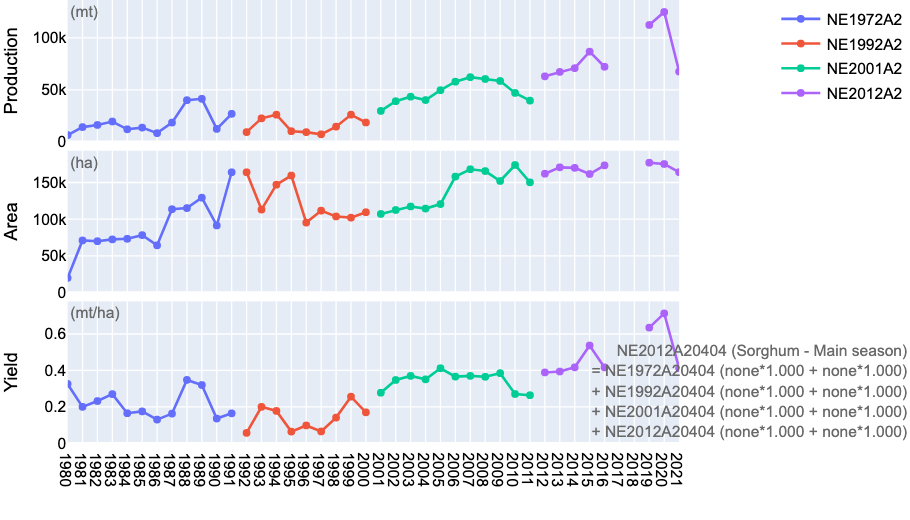 (mt)
Production
100k
50k
0
NE1972A2
NE1992A2
NE2001A2
NE2012A2
(ha)
Area
150k
100k
50k
0
(mt/ha)
Yield
0.6
0.4
0.2
0
NE2012A20404 (Sorghum - Main season)
= NE1972A20404 (none*1.000 + none*1.000)
+ NE1992A20404 (none*1.000 + none*1.000)
+ NE2001A20404 (none*1.000 + none*1.000)
+ NE2012A20404 (none*1.000 + none*1.000)
1980
1981
1982
1983
1984
1985
1986
1987
1988
1989
1990
1991
1992
1993
1994
1995
1996
1997
1998
1999
2000
2001
2002
2003
2004
2005
2006
2007
2008
2009
2010
2011
2012
2013
2014
2015
2016
2017
2018
2019
2020
2021